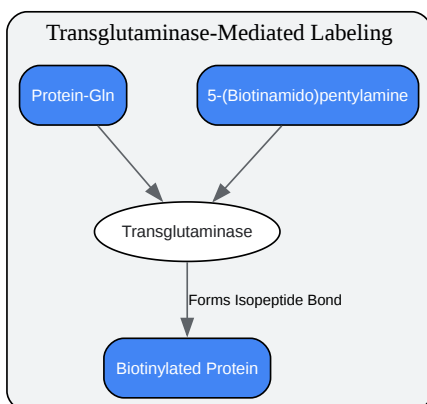 Transglutaminase-Mediated Labeling
Protein-Gln
5-(Biotinamido)pentylamine
Transglutaminase
Forms Isopeptide Bond
Biotinylated Protein